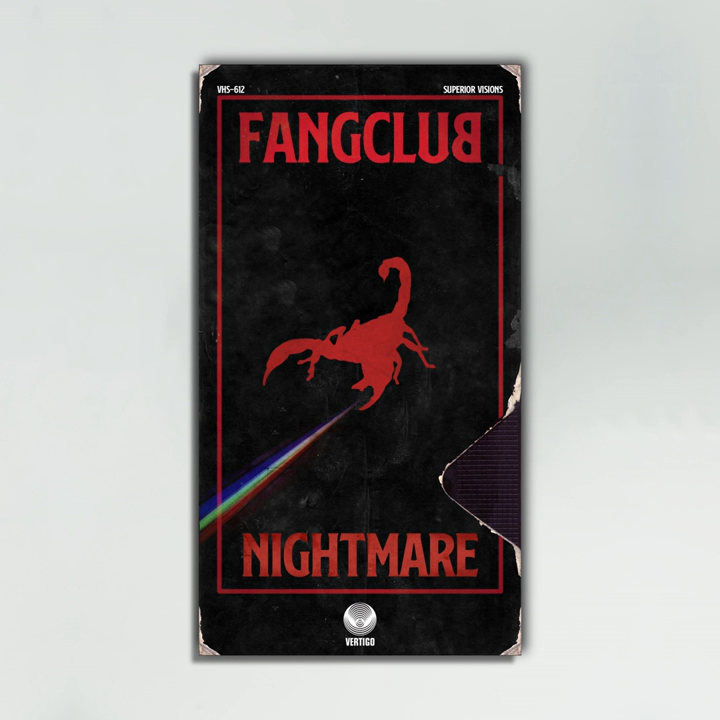 VHS-612
SUPERIOR VISIONS
FANGCLUB
NIGHTMARE
VERTIGO